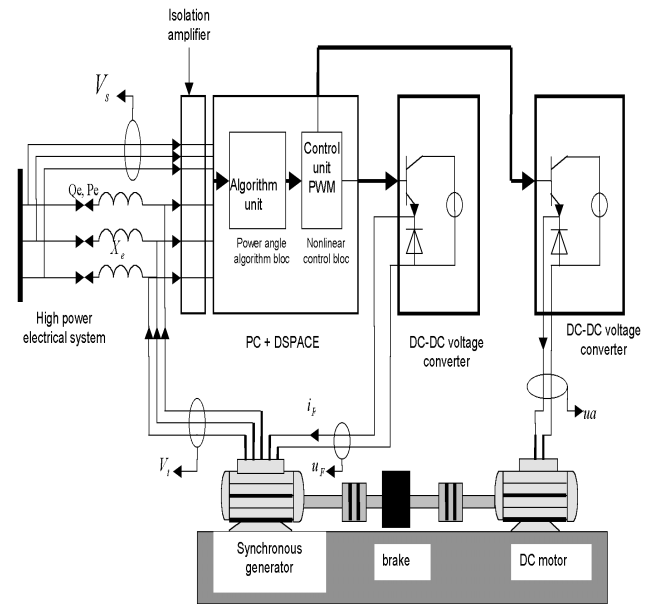 Isolation
amplifier
Vs
Qe, Pe
Xe
High power
electrical system
Algorithm
unit
Power angle
algorithm bloc
Control
unit
PWM
Nonlinear
control bloc
PC + DSPACE
DC-DC voltage
converter
DC-DC voltage
converter
iF
ua
Vt
uF
Synchronous
generator
brake
DC motor